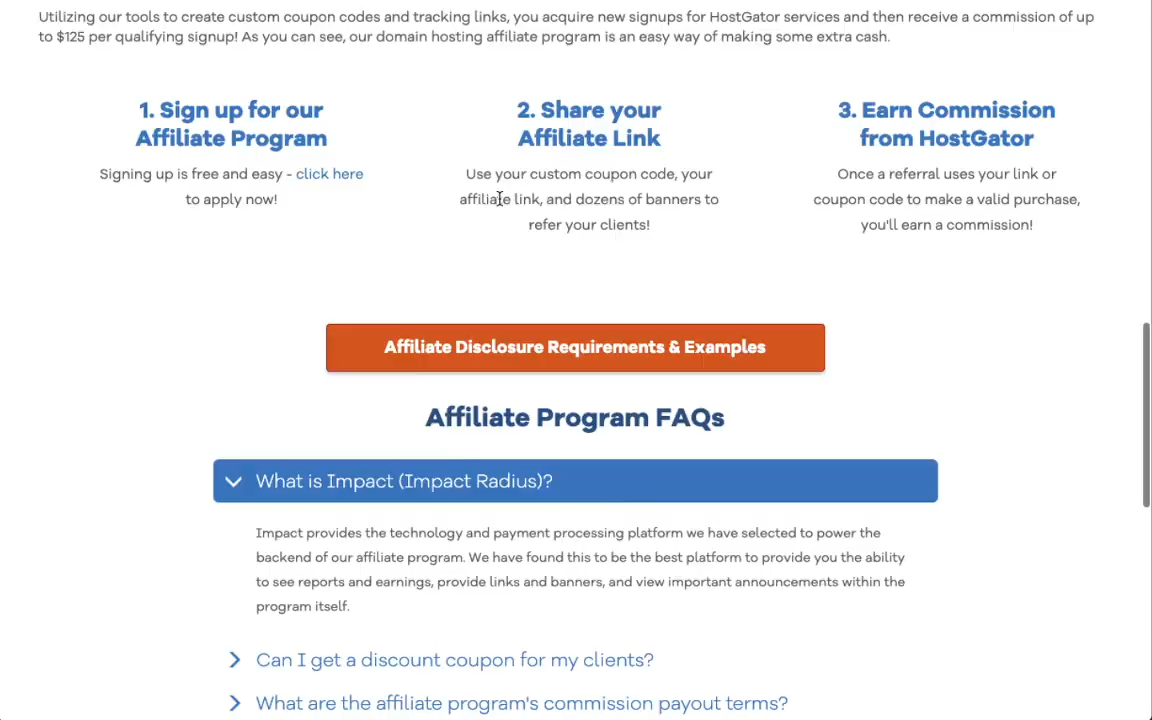 Utilizing our tools to create custom coupon codes and tracking links, you acquire new signups for HostGator services and then receive a commission of up
to $125 per qualifying signup! As you can see, our domain hosting affiliate program is an easy way of making some extra cash.
1. Sign up for our
Affiliate Program
Signing up is free and easy - click here
to apply now!
2. Share your
Affiliate Link
Use your custom coupon code, your
affiliate link, and dozens of banners to
refer your clients!
3. Earn Commission
from HostGator
Once a referral uses your link or
coupon code to make a valid purchase,
you'll earn a commission!
Affiliate Disclosure Requirements & Examples
Affiliate Program FAQs
What is Impact (Impact Radius)?
Impact provides the technology and payment processing platform we have selected to power the
backend of our affiliate program. We have found this to be the best platform to provide you the ability
to see reports and earnings, provide links and banners, and view important announcements within the
program itself.
Can I get a discount coupon for my clients?
What are the affiliate program's commission payout terms?